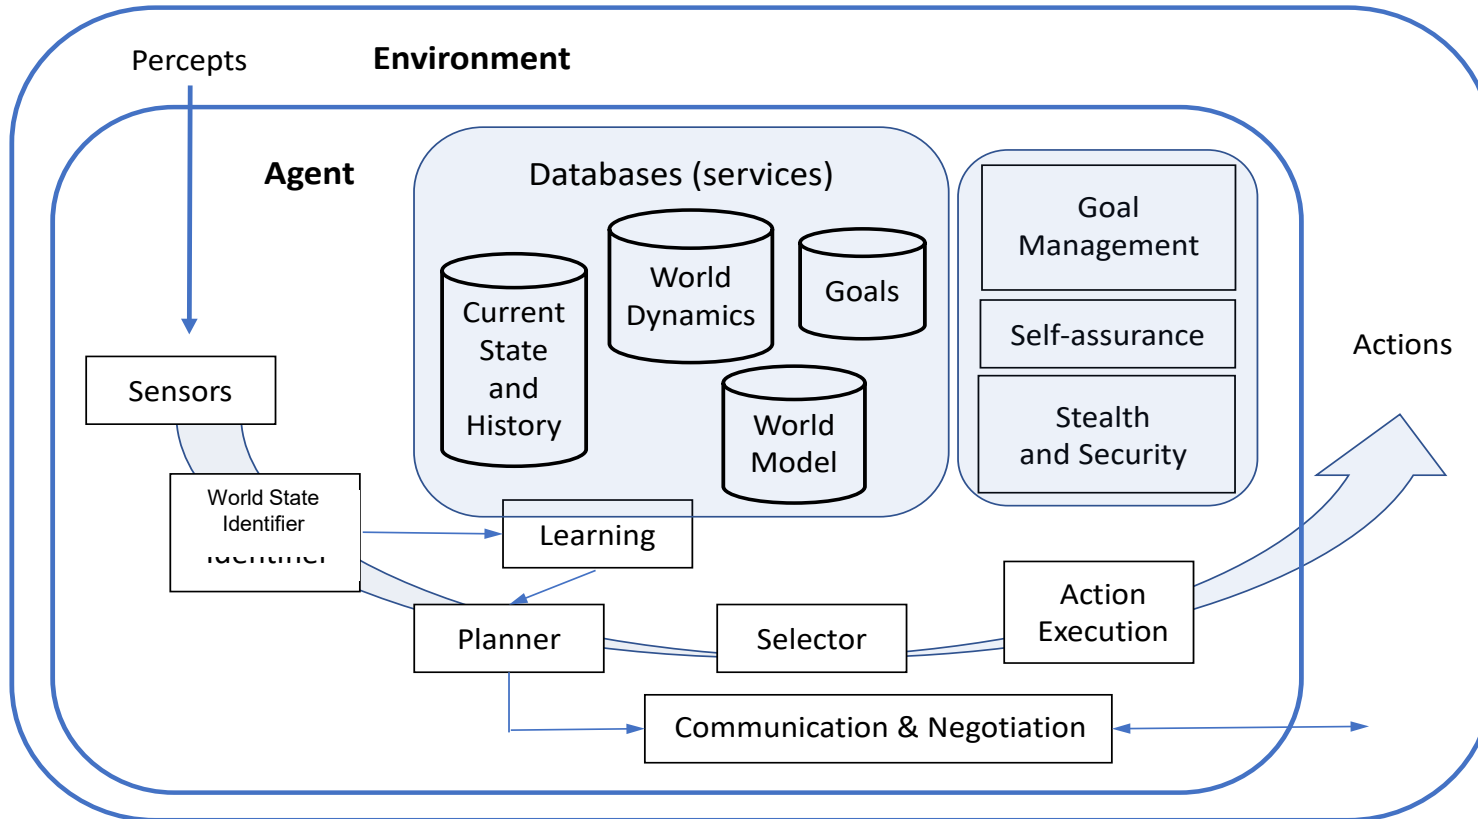 Percepts
Environment
Agent
Databases (services)
Current
State
and
History
World
Dynamics
Goals
World
Model
Goal
Management
Self-assurance
Stealth
and Security
Actions
Sensors
World State
Identifier
Identifier
Learning
Planner
Selector
Action
Execution
Communication & Negotiation